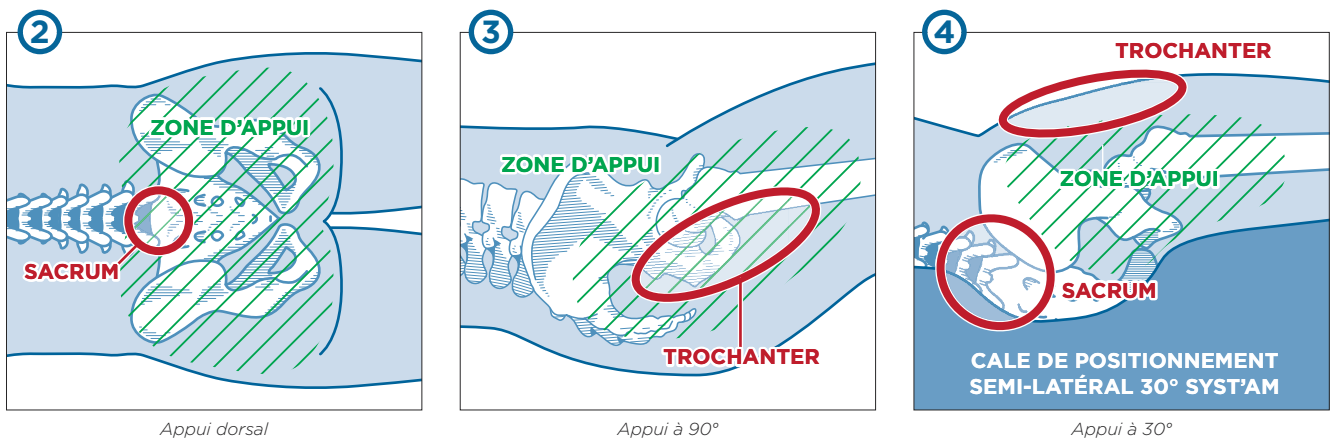 2
ZONE D'APPUI
SACRUM
Appui dorsal
3
ZONE D'APPUI
TROCHANTER
Appui à 90°
4
TROCHANTER
ZONE D'APPUI
SACRUM
CALE DE POSITIONNEMENT
SEMI-LATÉRAL 30° SYST'AM
Appui à 30°